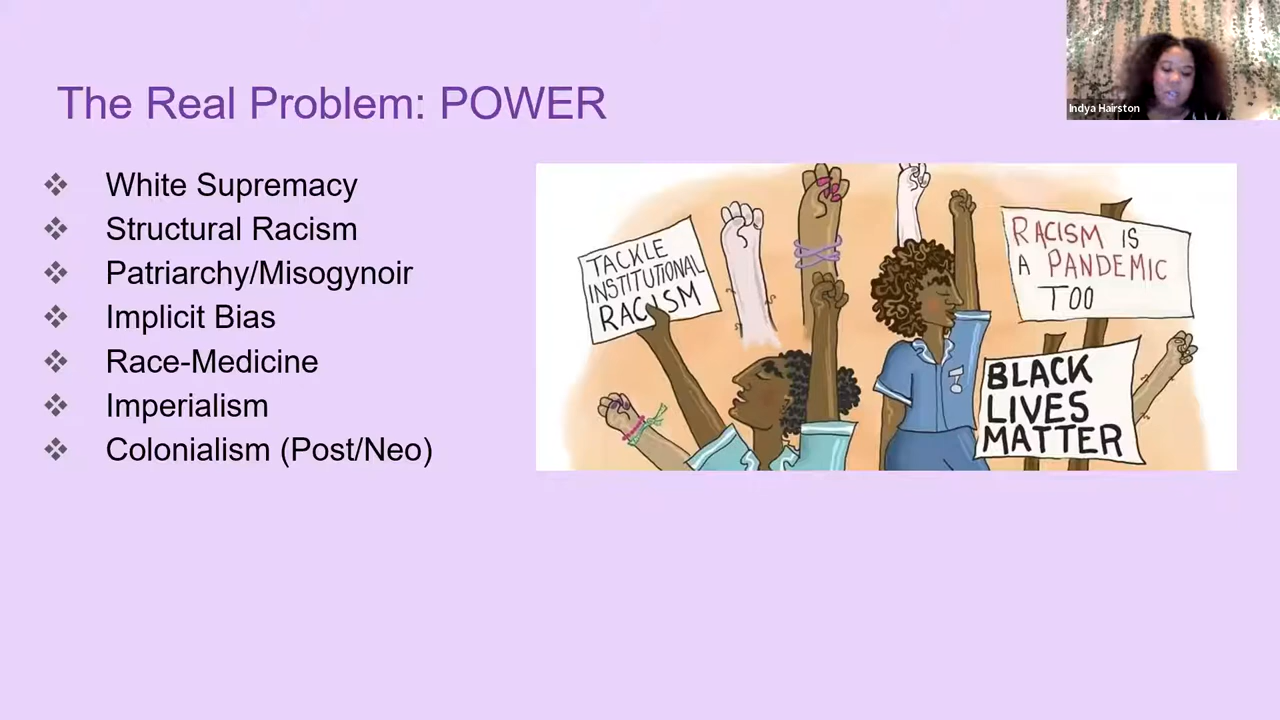 The Real Problem: POWER
Indya Hairston
❖ White Supremacy
❖ Structural Racism
❖ Patriarchy/Misogynoir
❖ Implicit Bias
❖ Race-Medicine
❖ Imperialism
❖ Colonialism (Post/Neo)
TACKLE
INSTITUTIONAL
RACISM
RACISM IS
A PANDEMIC
TOO
BLACK
LIVES
MATTER